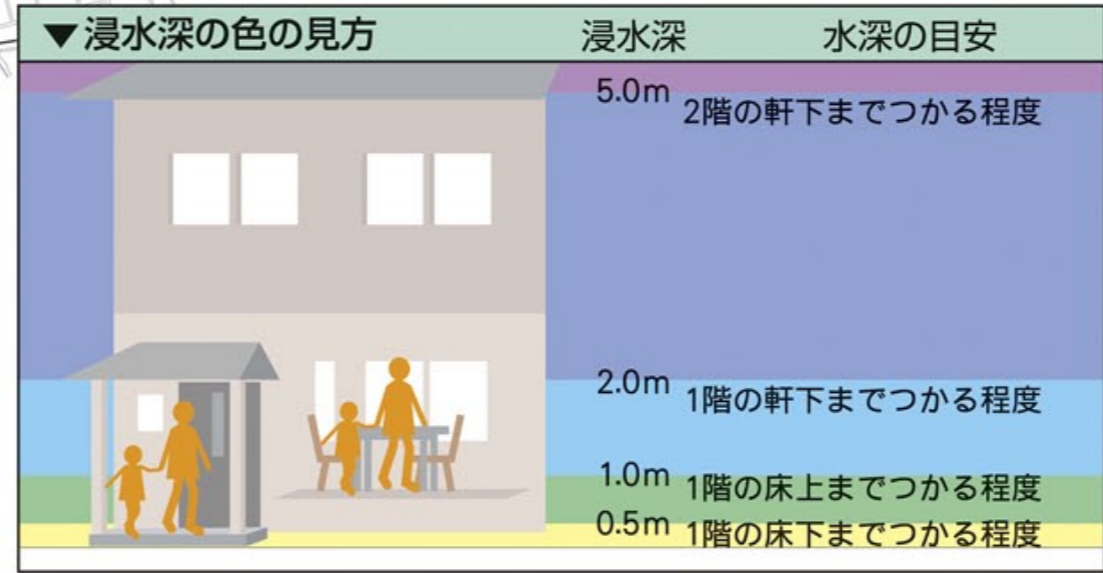 ▼浸水深の色の見方 浸水深 水深の目安
5.0m 2階の軒下までつかる程度
2.0m 1階の軒下までつかる程度
1.0m 1階の床上までつかる程度
0.5m 1階の床下までつかる程度